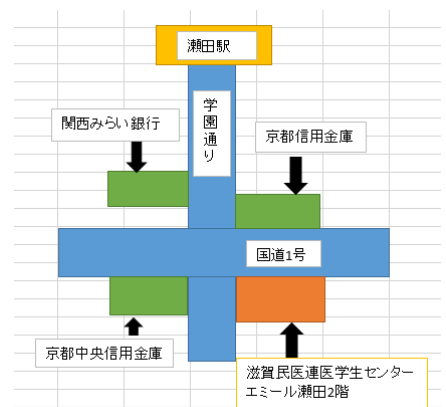 瀬田駅
学園通り
関西みらい銀行
京都信用金庫
国道1号
京都中央信用金庫
滋賀民医連医学生センター
エミール瀬田2階